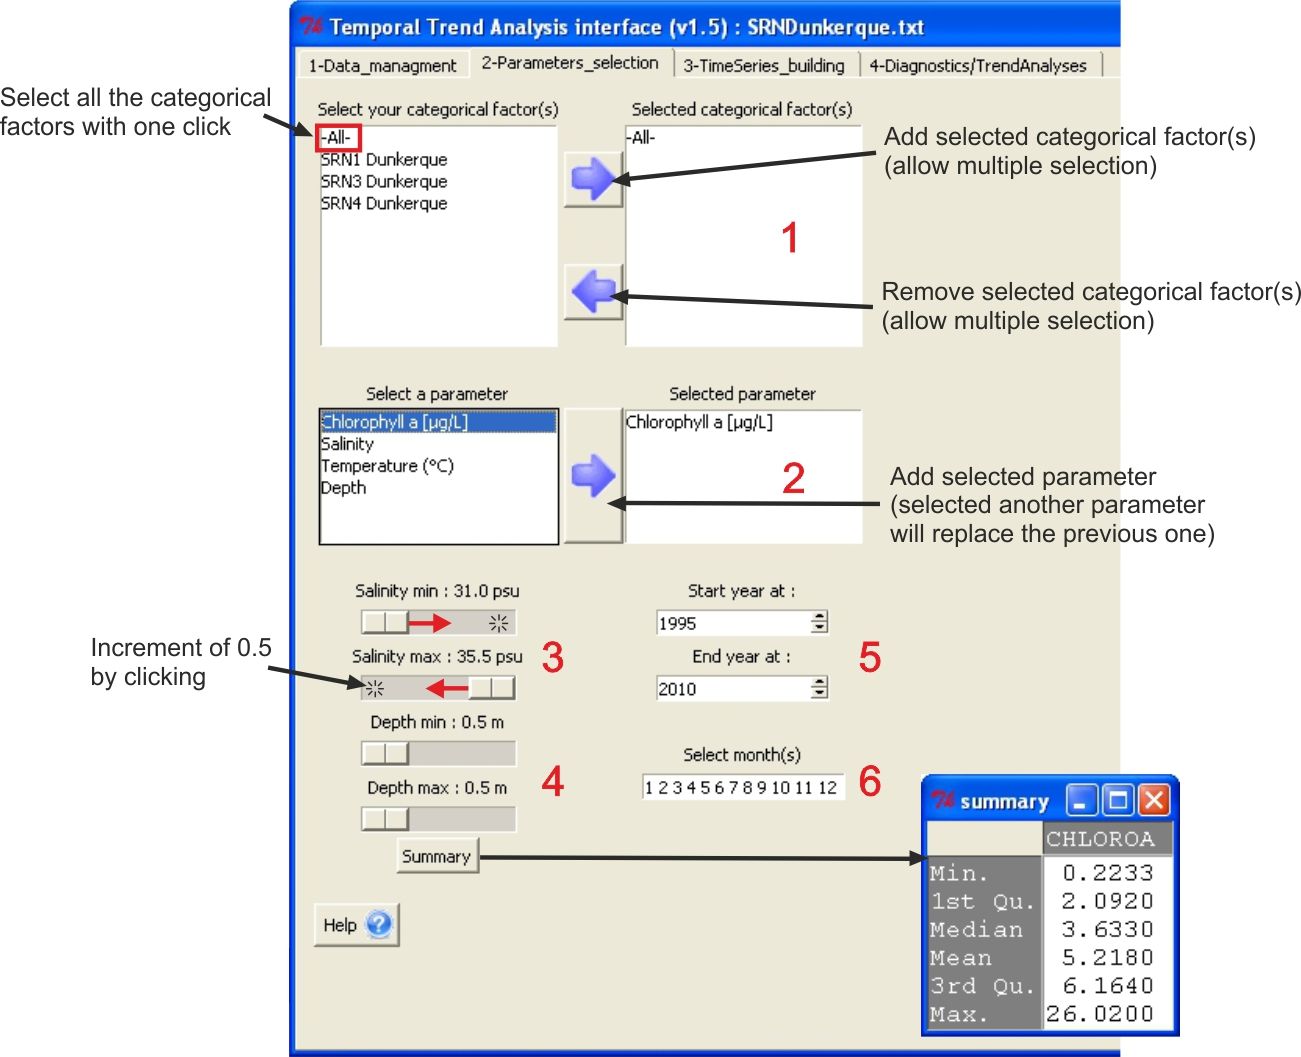 Temporal Trend Analysis interface (v1.5) : SRNDunkerque.txt
1-Data_managment
2-Parameters_selection
3-TimeSeries_building
4-Diagnostics/TrendAnalyses
Select all the categorical
factors with one click
Select your categorical factor(s)
-All-
SRN1 Dunkerque
SRN3 Dunkerque
SRN4 Dunkerque
Selected categorical factor(s)
-All-
1
Add selected categorical factor(s)
(allow multiple selection)
Remove selected categorical factor(s)
(allow multiple selection)
Select a parameter
Chlorophyll a [µg/L]
Salinity
Temperature (°C)
Depth
Selected parameter
Chlorophyll a [µg/L]
2
Add selected parameter
(selected another parameter
will replace the previous one)
Salinity min : 31.0 psu
Salinity max : 35.5 psu
3
Increment of 0.5
by clicking
Depth min : 0.5 m
Depth max : 0.5 m
4
Start year at :
1995
End year at :
2010
5
Select month(s)
1 2 3 4 5 6 7 8 9 10 11 12
6
Summary
Help ?
summary
CHLOROA
Min. 0.2233
1st Qu. 2.0920
Median 3.6330
Mean 5.2180
3rd Qu. 6.1640
Max. 26.0200